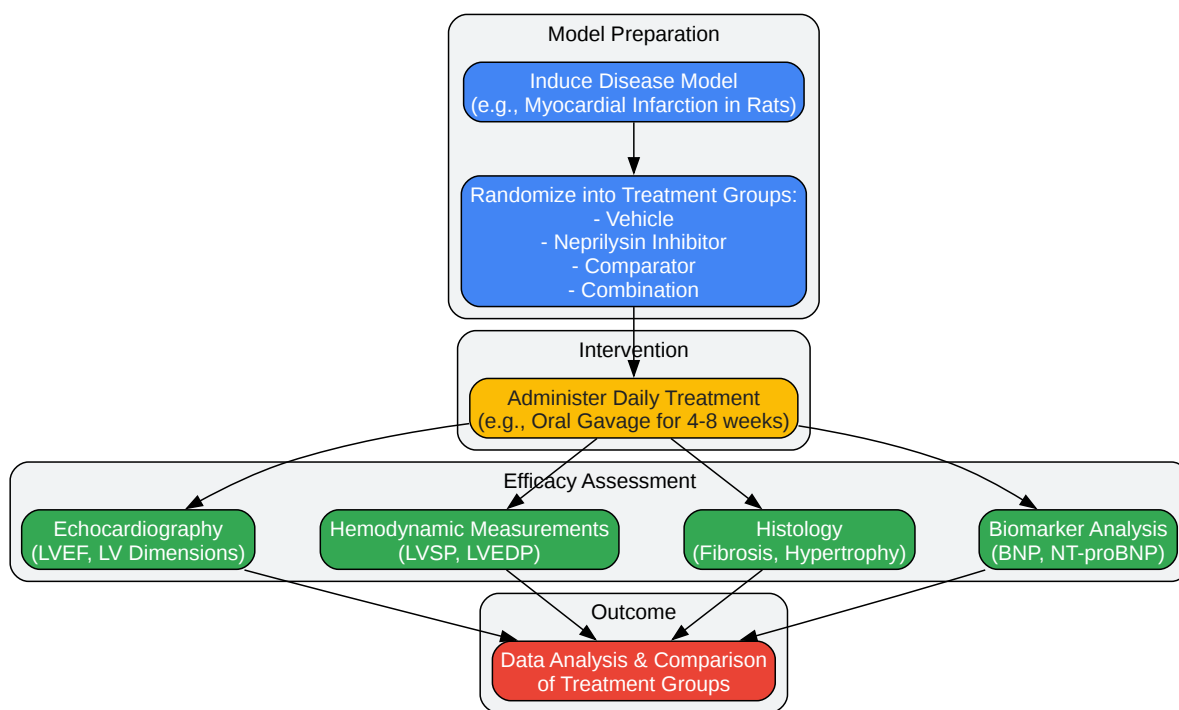 Model Preparation
Induce Disease Model
(e.g., Myocardial Infarction in Rats)
Randomize into Treatment Groups:
- Vehicle
- Neprilysin Inhibitor
- Comparator
- Combination
Intervention
Administer Daily Treatment
(e.g., Oral Gavage for 4-8 weeks)
Efficacy Assessment
Echocardiography
(LVEF, LV Dimensions)
Hemodynamic Measurements
(LVSP, LVEDP)
Histology
(Fibrosis, Hypertrophy)
Biomarker Analysis
(BNP, NT-proBNP)
Outcome
Data Analysis & Comparison
of Treatment Groups